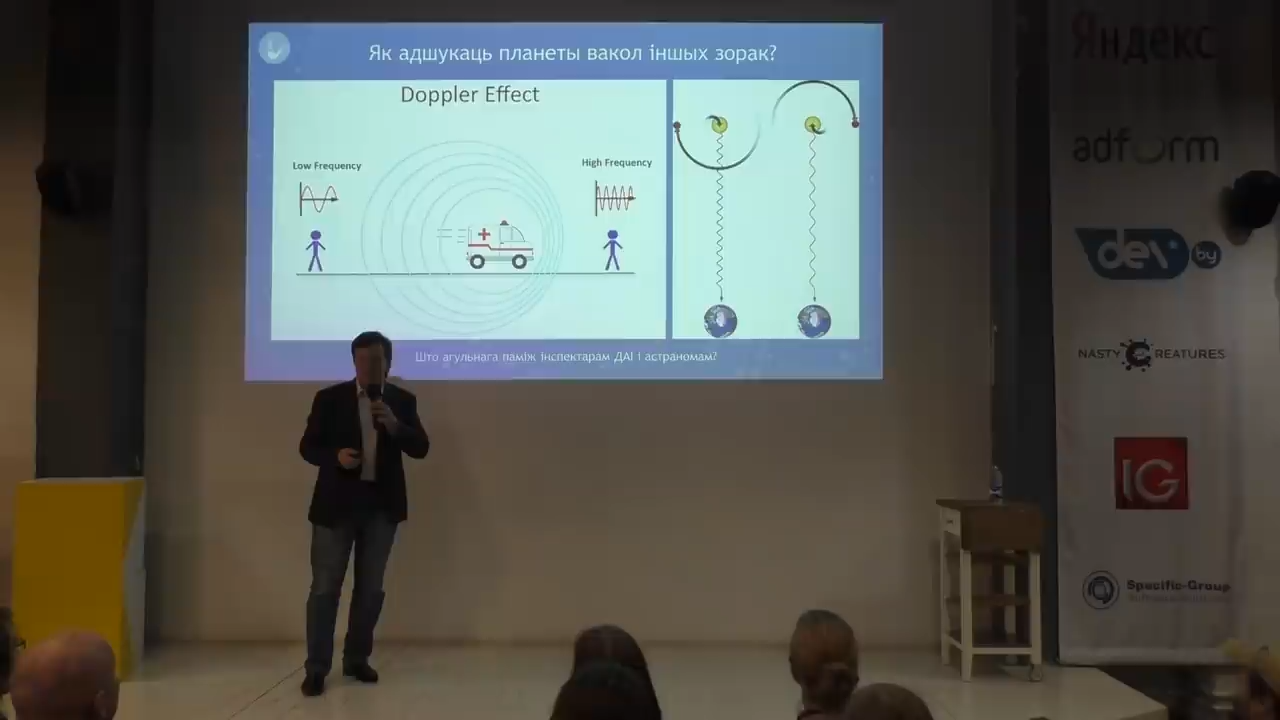 Як адшукаць планеты вакол іншых зорак?
Doppler Effect
Low Frequency
High Frequency
Што агульнага паміж інспектарам ДАІ і астраномам?
Яндекс
adform
dev by
NASTY CREATURES
IG
Specific-Group